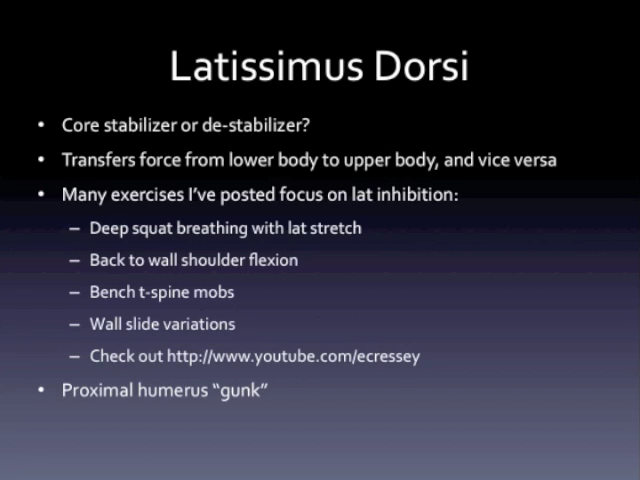 Latissimus Dorsi
• Core stabilizer or de-stabilizer?
• Transfers force from lower body to upper body, and vice versa
• Many exercises I’ve posted focus on lat inhibition:
– Deep squat breathing with lat stretch
– Back to wall shoulder flexion
– Bench t-spine mobs
– Wall slide variations
– Check out http://www.youtube.com/ecressey
• Proximal humerus “gunk”